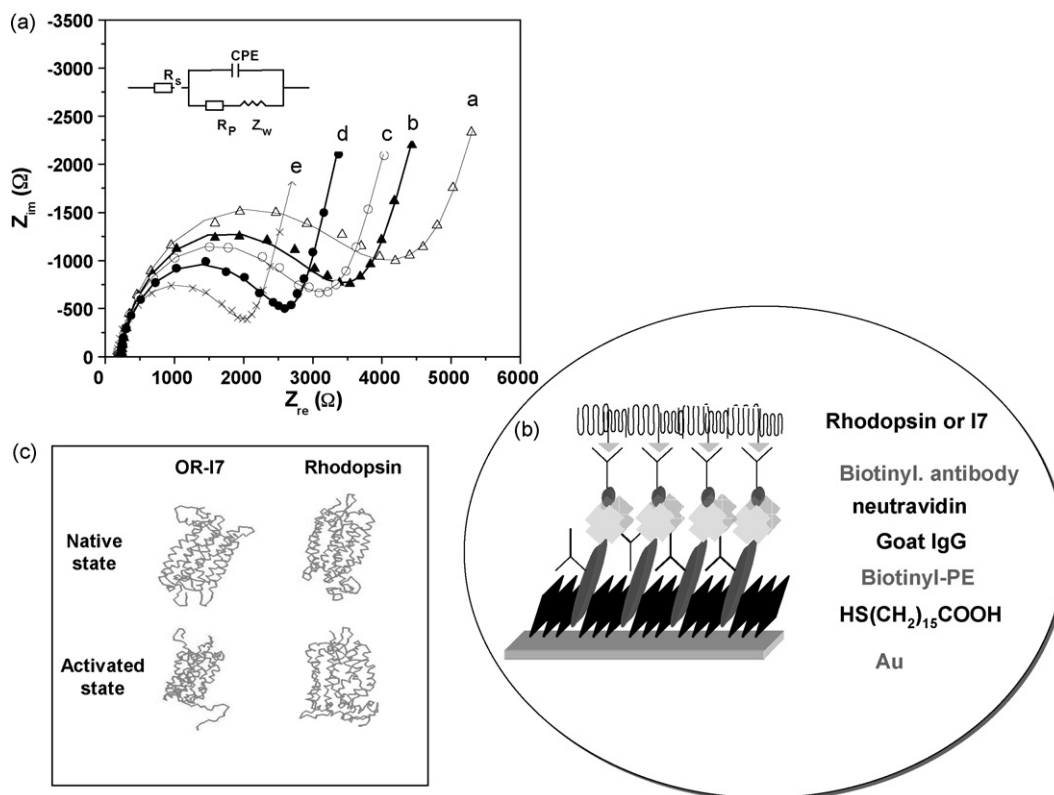 (a)
-3500
-3000
-2500
-2000
-1500
-1000
-500
0
Z_im (Ω)
CPE
R_s
R_P Z_w
a
b
c
d
e
0 1000 2000 3000 4000 5000 6000
Z_re (Ω)
(b)
Rhodopsin or I7
Biotinyl. antibody
neutravidin
Goat IgG
Biotinyl-PE
HS(CH₂)₁₅COOH
Au
(c)
OR-I7 Rhodopsin
Native
state
Activated
state